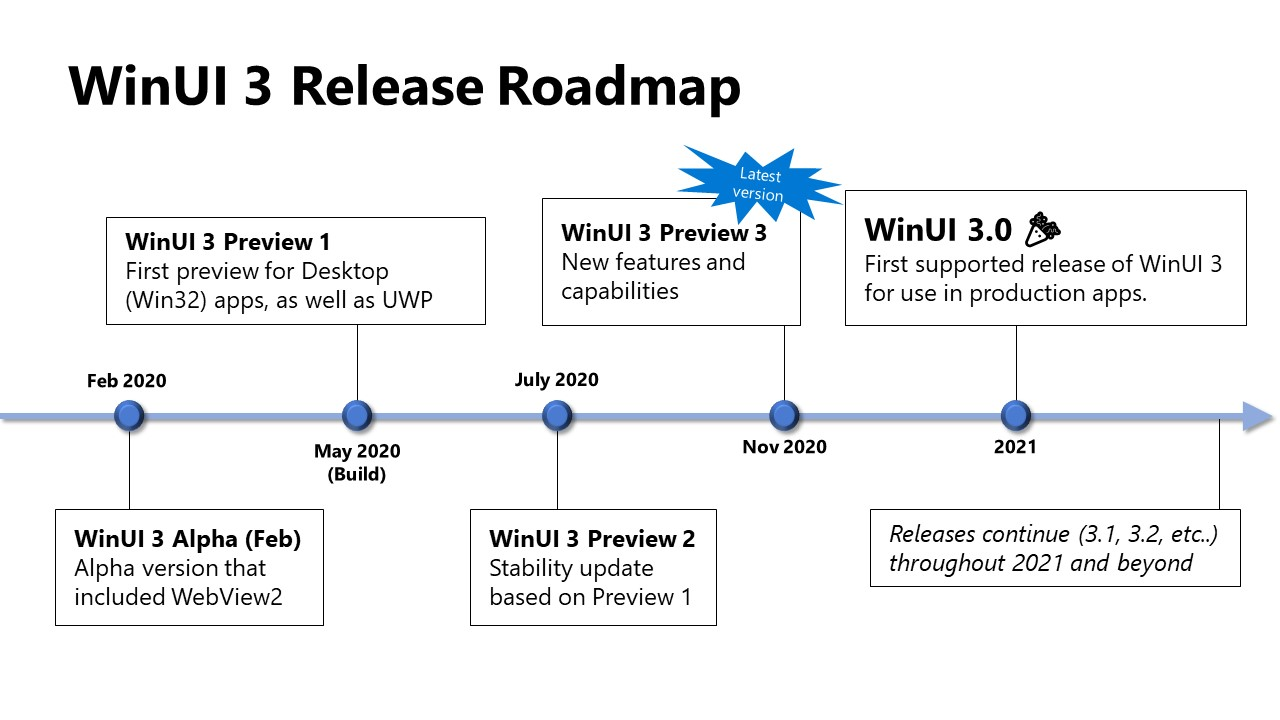 WinUI 3 Release Roadmap
Latest
version
WinUI 3 Preview 1
First preview for Desktop
(Win32) apps, as well as UWP
WinUI 3 Preview 3
New features and
capabilities
WinUI 3.0
First supported release of WinUI 3
for use in production apps.
Feb 2020
July 2020
May 2020
(Build)
Nov 2020
2021
WinUI 3 Alpha (Feb)
Alpha version that
included WebView2
WinUI 3 Preview 2
Stability update
based on Preview 1
Releases continue (3.1, 3.2, etc..)
throughout 2021 and beyond